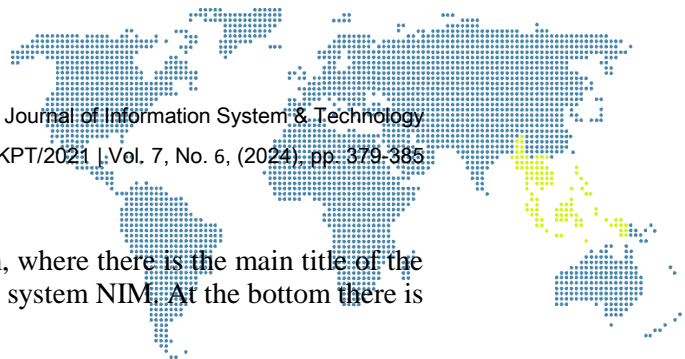 Journal of Information System & Technology
KPT/2021 | Vol. 7, No. 6, (2024), pp. 379-385
, where there is the main title of the
system NIM. At the bottom there is